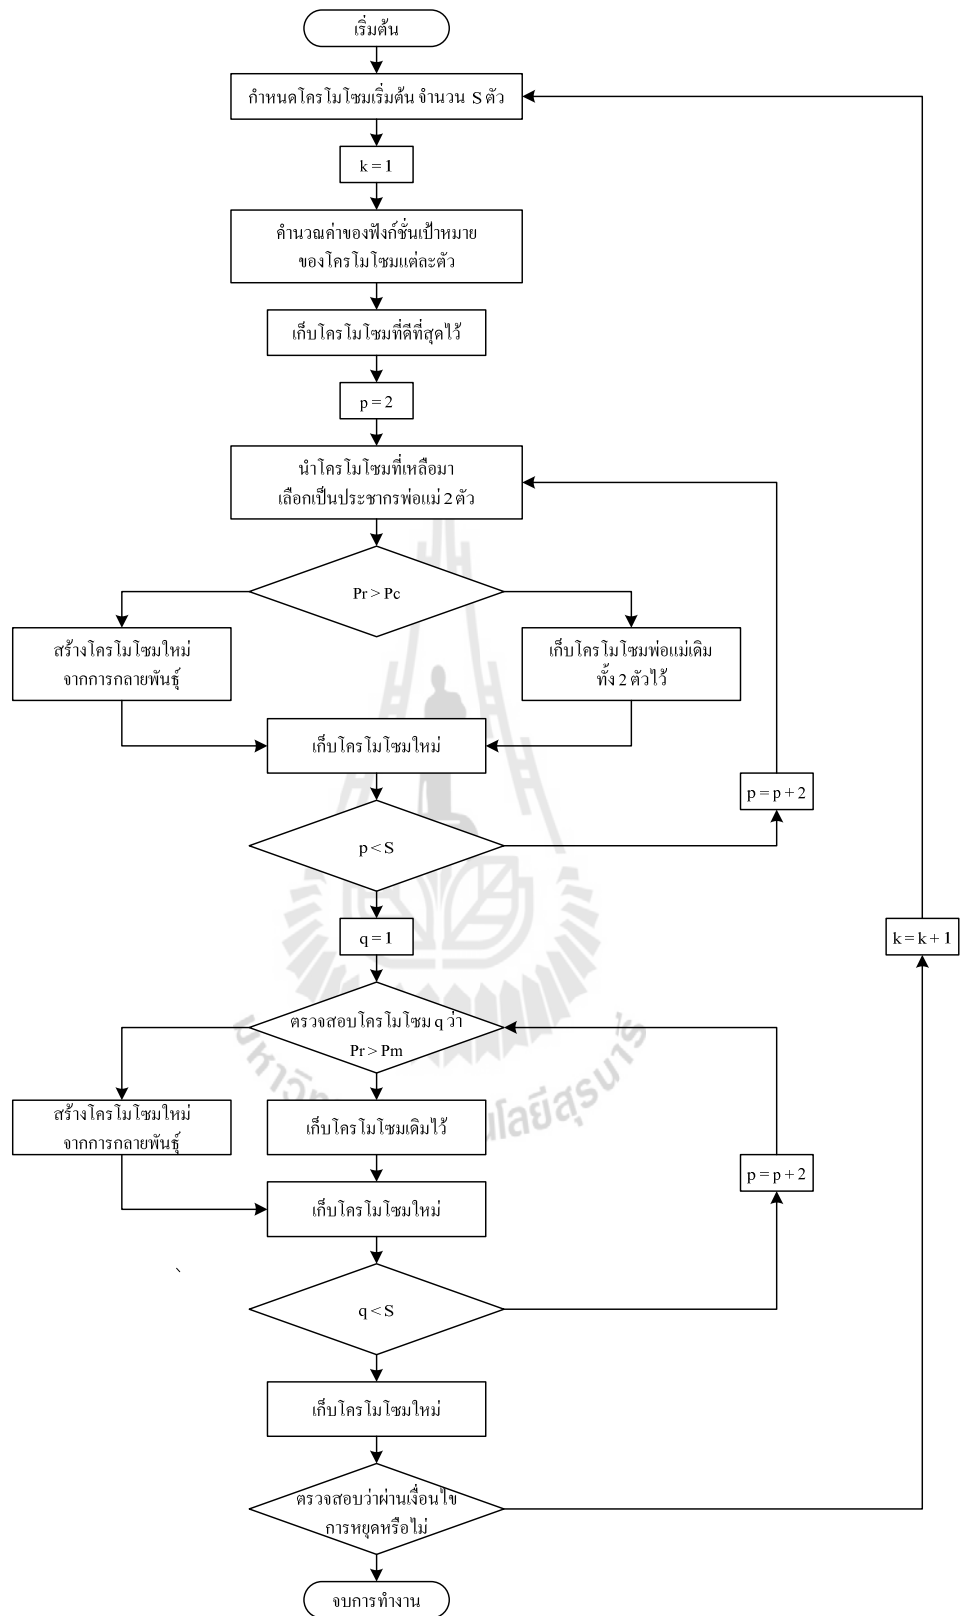 เริ่มต้น
กำหนดโครโมโซมเริ่มต้น จำนวน S ตัว
k = 1
คำนวณค่าของฟังก์ชั่นเป้าหมาย
ของโครโมโซมแต่ละตัว
เก็บโครโมโซมที่ดีที่สุดไว้
p = 2
นำโครโมโซมที่เหลือมา
เลือกเป็นประชากรพ่อแม่ 2 ตัว
Pr > Pc
สร้างโครโมโซมใหม่
จากการกลายพันธุ์
เก็บโครโมโซมพ่อแม่เดิม
ทั้ง 2 ตัวไว้
เก็บโครโมโซมใหม่
p = p + 2
p < S
q = 1
k = k + 1
ตรวจสอบโครโมโซม q ว่า
Pr > Pm
สร้างโครโมโซมใหม่
จากการกลายพันธุ์
เก็บโครโมโซมเดิมไว้
p = p + 2
เก็บโครโมโซมใหม่
q < S
เก็บโครโมโซมใหม่
ตรวจสอบว่าผ่านเงื่อนไข
การหยุดหรือไม่
จบการทำงาน